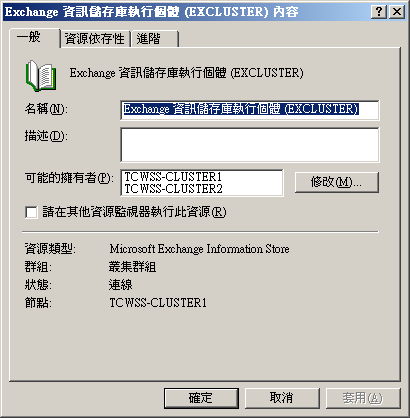 Exchange 資訊儲存庫執行個體 (EXCLUSTER) 內容
一般 資源依存性 進階
Exchange 資訊儲存庫執行個體 (EXCLUSTER)
名稱(N): Exchange 資訊儲存庫執行個體 (EXCLUSTER)
描述(D):
可能的擁有者(P): TCWSS-CLUSTER1
TCWSS-CLUSTER2
修改(M)...
請在其他資源監視器執行此資源(R)
資源類型: Microsoft Exchange Information Store
群組: 叢集群組
狀態: 連線
節點: TCWSS-CLUSTER1
確定 取消 套用(A)